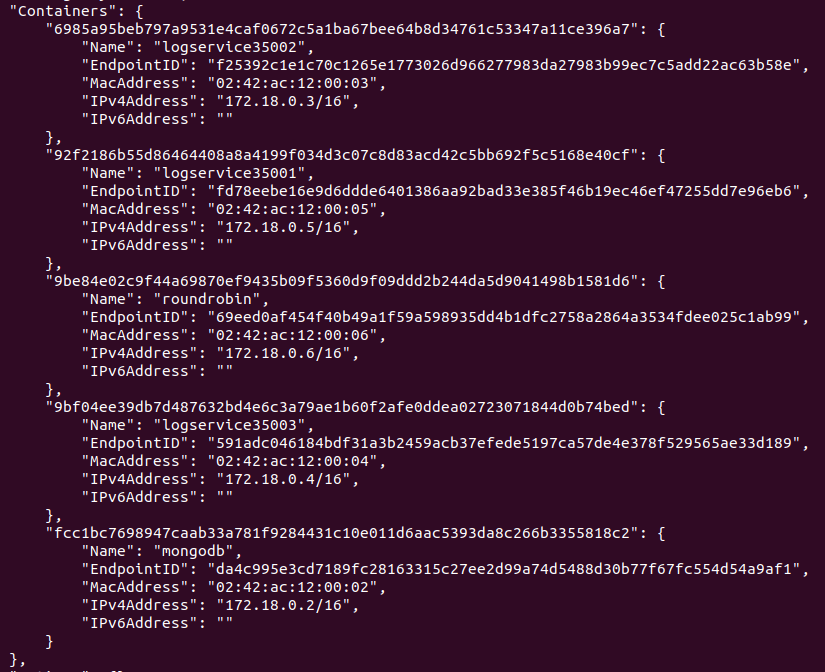 "Containers": {
    "6985a95beb797a9531e4caf0672c5a1ba67bee64b8d34761c53347a11ce396a7": {
        "Name": "logservice35002",
        "EndpointID": "f25392c1e1c70c1265e1773026d966277983da27983b99ec7c5add22ac63b58e",
        "MacAddress": "02:42:ac:12:00:03",
        "IPv4Address": "172.18.0.3/16",
        "IPv6Address": ""
    },
    "92f2186b55d86464408a8a4199f034d3c07c8d83acd42c5bb692f5c5168e40cf": {
        "Name": "logservice35001",
        "EndpointID": "fd78eebe16e9d6ddde6401386aa92bad33e385f46b19ec46ef47255dd7e96eb6",
        "MacAddress": "02:42:ac:12:00:05",
        "IPv4Address": "172.18.0.5/16",
        "IPv6Address": ""
    },
    "9be84e02c9f44a69870ef9435b09f5360d9f09ddd2b244da5d9041498b1581d6": {
        "Name": "roundrobin",
        "EndpointID": "69eed0af454f40b49a1f59a598935dd4b1dfc2758a2864a3534fdee025c1ab99",
        "MacAddress": "02:42:ac:12:00:06",
        "IPv4Address": "172.18.0.6/16",
        "IPv6Address": ""
    },
    "9bf04ee39db7d487632bd4e6c3a79ae1b60f2afe0ddea02723071844d0b74bed": {
        "Name": "logservice35003",
        "EndpointID": "591adc046184bdf31a3b2459acb37efede5197ca57de4e378f529565ae33d189",
        "MacAddress": "02:42:ac:12:00:04",
        "IPv4Address": "172.18.0.4/16",
        "IPv6Address": ""
    },
    "fcc1bc7698947caab33a781f9284431c10e011d6aac5393da8c266b3355818c2": {
        "Name": "mongodb",
        "EndpointID": "da4c995e3cd7189fc28163315c27ee2d99a74d5488d30b77f67fc554d54a9af1",
        "MacAddress": "02:42:ac:12:00:02",
        "IPv4Address": "172.18.0.2/16",
        "IPv6Address": ""
    }
},